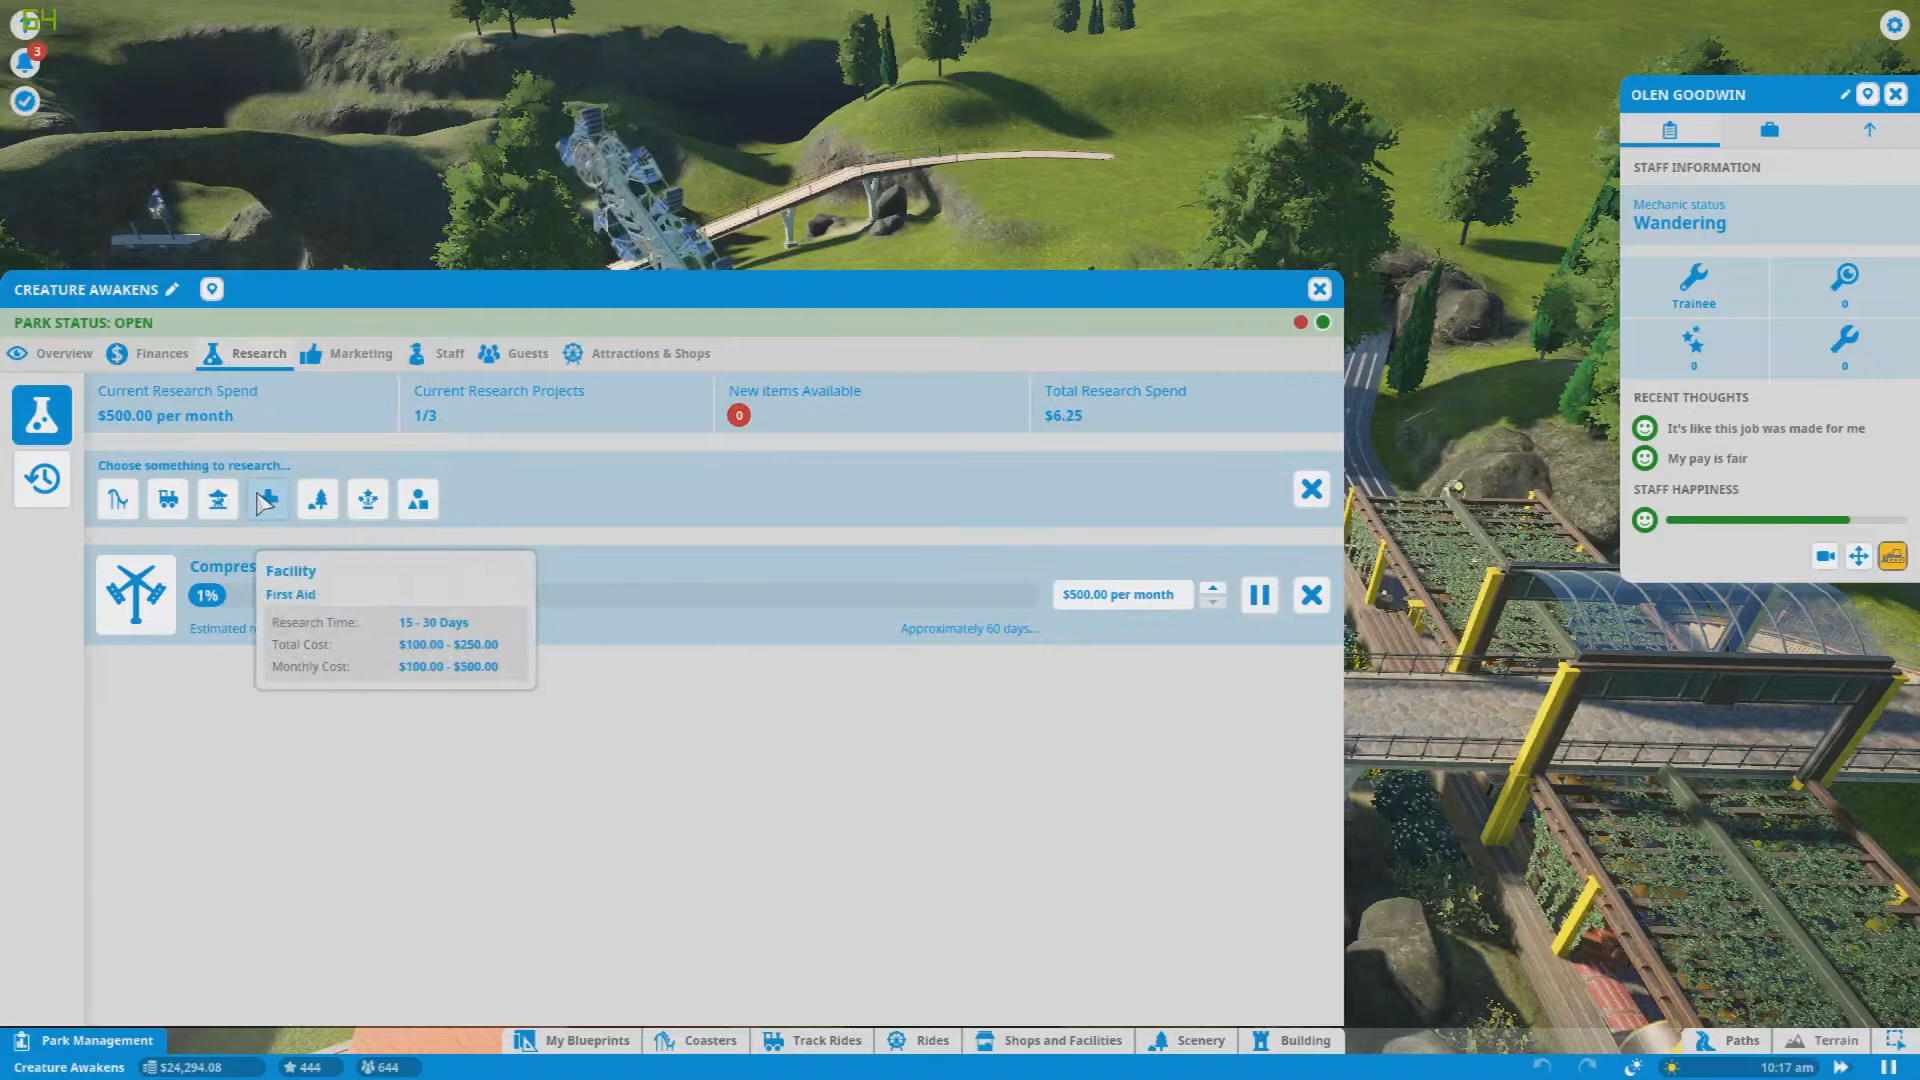 64
3
OLEN GOODWIN
STAFF INFORMATION
Mechanic status
Wandering
Trainee
0
0
0
RECENT THOUGHTS
It's like this job was made for me
My pay is fair
STAFF HAPPINESS
CREATURE AWAKENS
PARK STATUS: OPEN
Overview
Finances
Research
Marketing
Staff
Guests
Attractions & Shops
Current Research Spend
$500.00 per month
Current Research Projects
1/3
New items Available
0
Total Research Spend
$6.25
Choose something to research...
Compres
1%
$500.00 per month
Approximately 60 days...
Facility
First Aid
Research Time: 15 - 30 Days
Total Cost: $100.00 - $250.00
Monthly Cost: $100.00 - $500.00
Park Management
My Blueprints
Coasters
Track Rides
Rides
Shops and Facilities
Scenery
Building
Paths
Terrain
Creature Awakens
$24,294.08
444
644
10:17 am